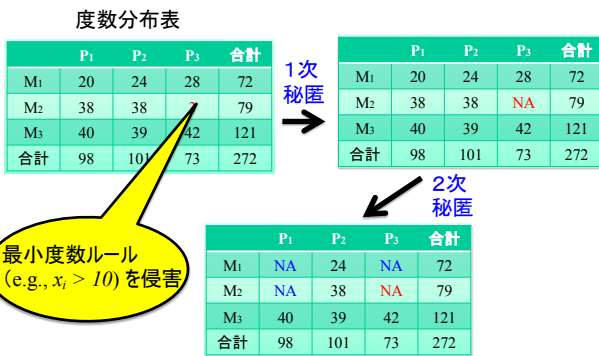 度数分布表
P1 P2 P3 合計
M1 20 24 28 72
M2 38 38 79
M3 40 39 42 121
合計 98 101 73 272
1次
秘匿
P1 P2 P3 合計
M1 20 24 28 72
M2 38 38 NA 79
M3 40 39 42 121
合計 98 101 73 272
2次
秘匿
最小度数ルール
(e.g., xi > 10) を侵害
P1 P2 P3 合計
M1 NA 24 NA 72
M2 NA 38 NA 79
M3 40 39 42 121
合計 98 101 73 272